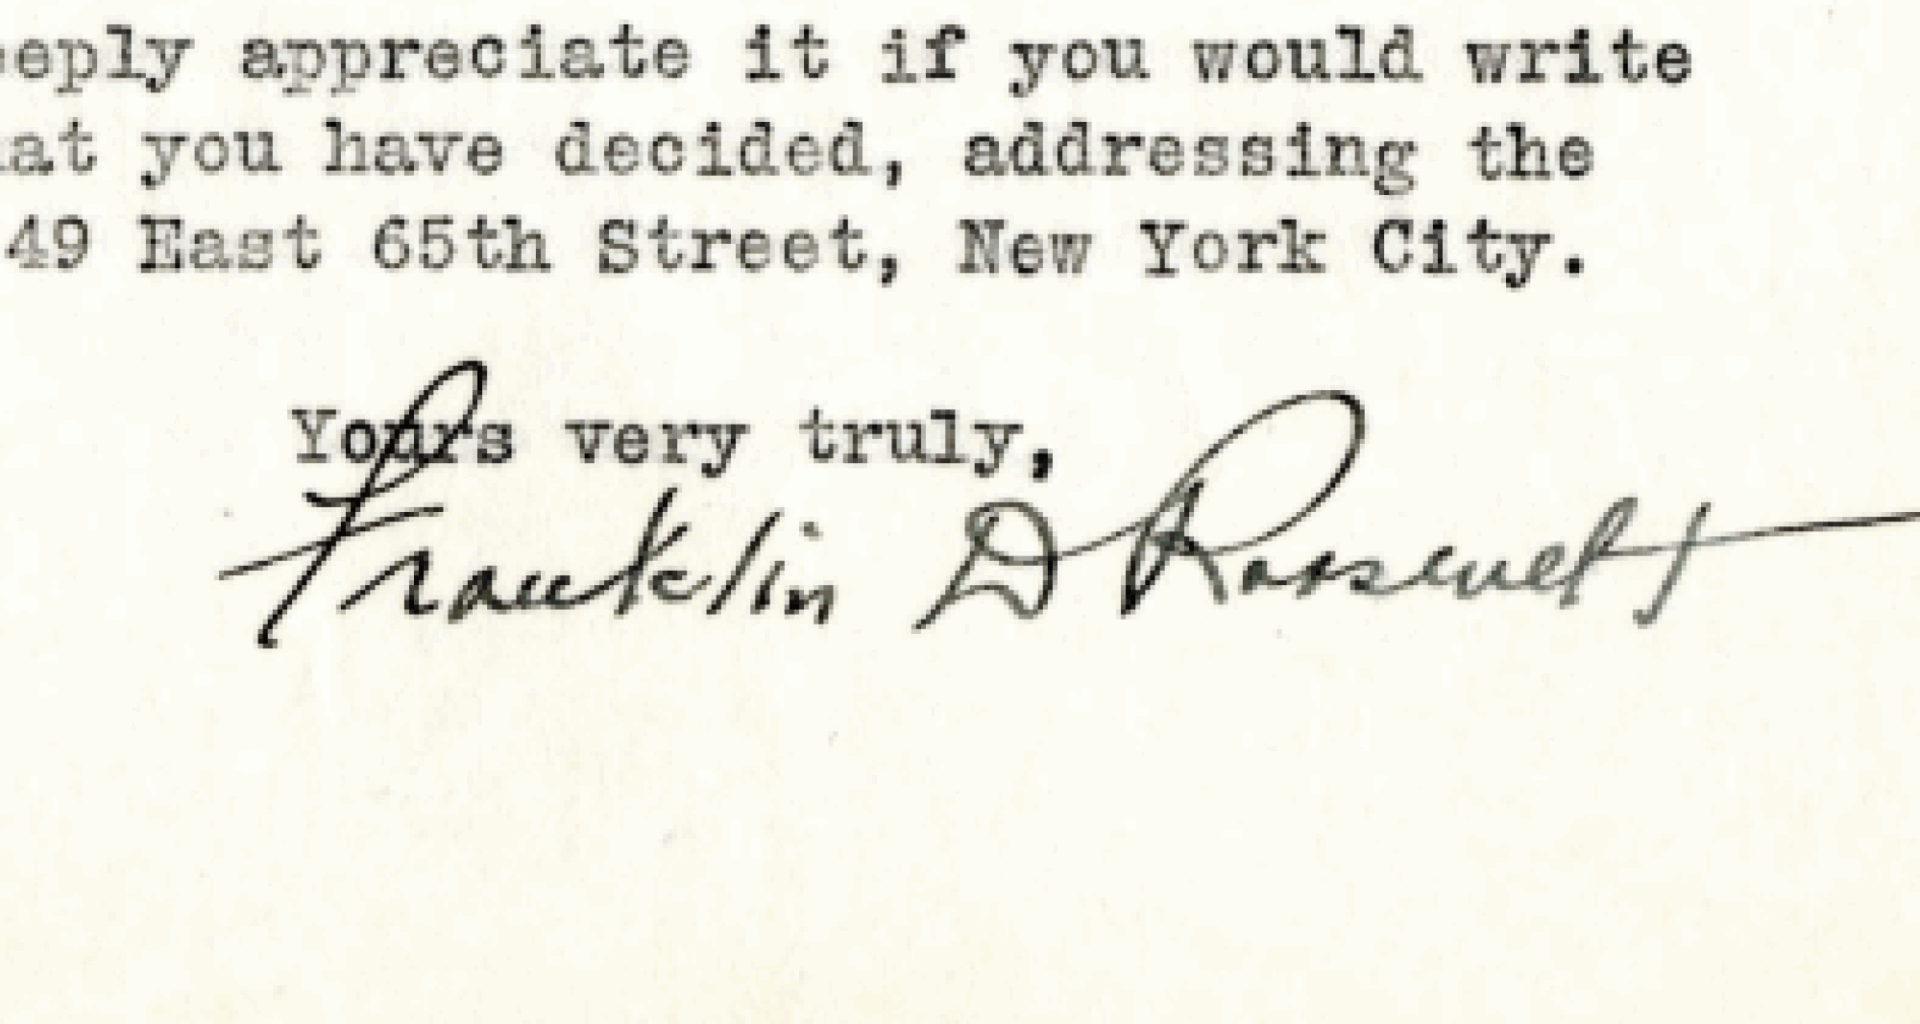 eeply appreciate it if you would write
hat you have decided, addressing the
49 East 65th Street, New York City.
Yours very truly,
Franklin D Roosevelt